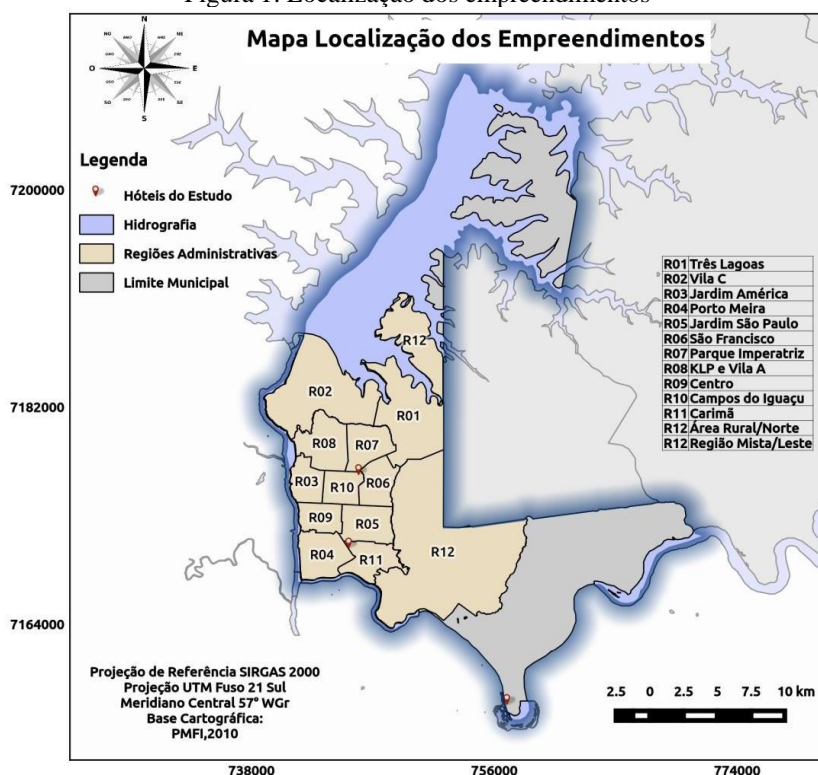 Figura 1: Localização dos empreendimentos
Mapa Localização dos Empreendimentos
N
NO
NE
O
E
SO
SE
S
Legenda
Hóteis do Estudo
Hidrografia
Regiões Administrativas
Limite Municipal
7200000
7182000
7164000
R01 Três Lagoas
R02 Vila C
R03 Jardim América
R04 Porto Meira
R05 Jardim São Paulo
R06 São Francisco
R07 Parque Imperatriz
R08 KLP e Vila A
R09 Centro
R10 Campos do Iguaçu
R11 Carimã
R12 Área Rural/Norte
R12 Região Mista/Leste
R12
R02
R01
R08
R07
R03
R10
R06
R09
R05
R04
R11
R12
Projeção de Referência SIRGAS 2000
Projeção UTM Fuso 21 Sul
Meridiano Central 57° WGr
Base Cartográfica:
PMFI,2010
2.5 0 2.5 5 7.5 10 km
738000 756000 774000